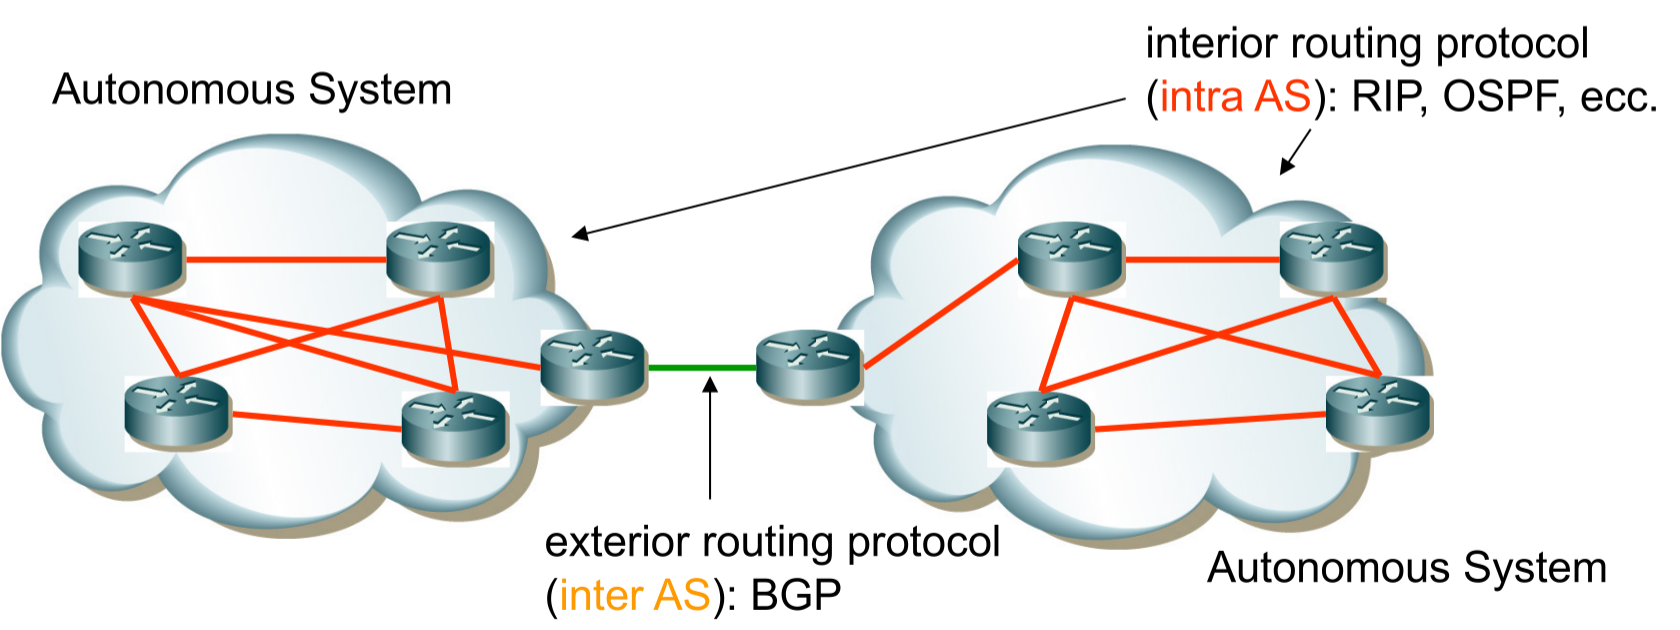 Autonomous System
interior routing protocol
(intra AS): RIP, OSPF, ecc.
exterior routing protocol
(inter AS): BGP
Autonomous System